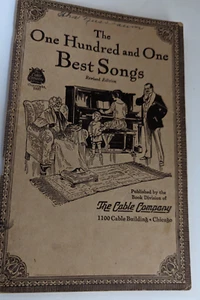 The
One Hundred and One
Best Songs
Revised Edition
Published by the
Book Division of
The Cable Company
1100 Cable Building • Chicago